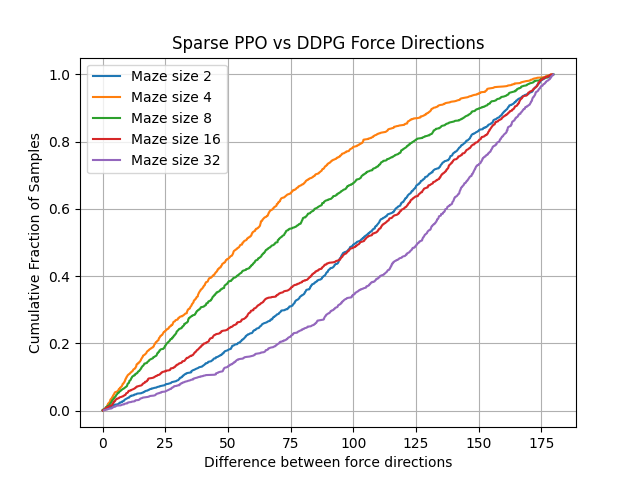 Sparse PPO vs DDPG Force Directions
Maze size 2
Maze size 4
Maze size 8
Maze size 16
Maze size 32
Cumulative Fraction of Samples
1.0
0.8
0.6
0.4
0.2
0.0
0 25 50 75 100 125 150 175
Difference between force directions